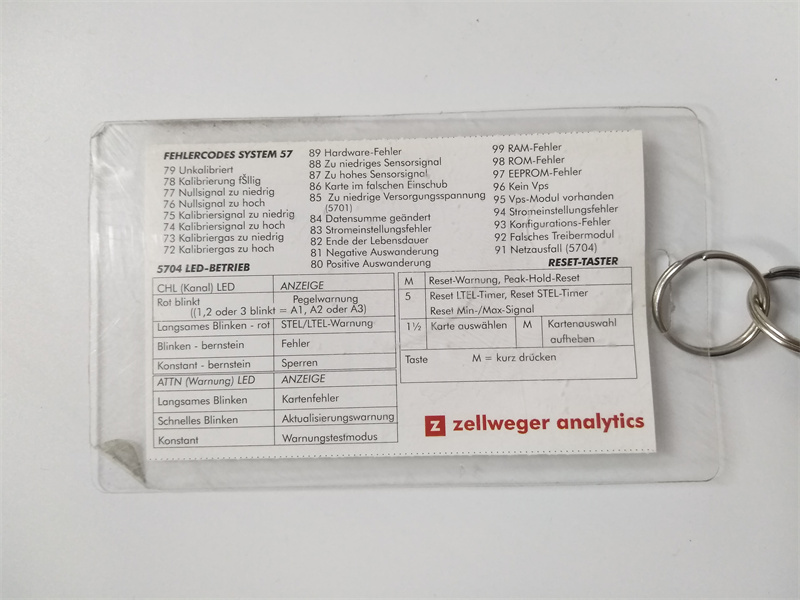 FEHLERCODES SYSTEM 57
79 Unkalibriert
78 Kalibrierung fŠllig
77 Nullsignal zu niedrig
76 Nullsignal zu hoch
75 Kalibriersignal zu niedrig
74 Kalibriersignal zu hoch
73 Kalibriergas zu niedrig
72 Kalibriergas zu hoch
89 Hardware-Fehler
88 Zu niedriges Sensorsignal
87 Zu hohes Sensorsignal
86 Karte im falschen Einschub
85 Zu niedrige Versorgungsspannung
(5701)
84 Datensumme geändert
83 Stromeinstellungsfehler
82 Ende der Lebensdauer
81 Negative Auswanderung
80 Positive Auswanderung
99 RAM-Fehler
98 ROM-Fehler
97 EEPROM-Fehler
96 Kein Vps
95 Vps-Modul vorhanden
94 Stromeinstellungsfehler
93 Konfigurations-Fehler
92 Falsches Treibermodul
91 Netzausfall (5704)
5704 LED-BETRIEB
CHL (Kanal) LED ANZEIGE
Rot blinkt Pegelwarnung
((1,2 oder 3 blinkt = A1, A2 oder A3)
Langsames Blinken - rot STEL/LTEL-Warnung
Blinken - bernstein Fehler
Konstant - bernstein Sperren
ATTN (Warnung) LED ANZEIGE
Langsames Blinken Kartenfehler
Schnelles Blinken Aktualisierungswarnung
Konstant Warnungstestmodus
RESET-TASTER
M Reset-Warnung, Peak-Hold-Reset
5 Reset LTEL-Timer, Reset STEL-Timer
Reset Min-/Max-Signal
1½ Karte auswählen M Kartenauswahl
aufheben
Taste M = kurz drücken
z zellweger analytics